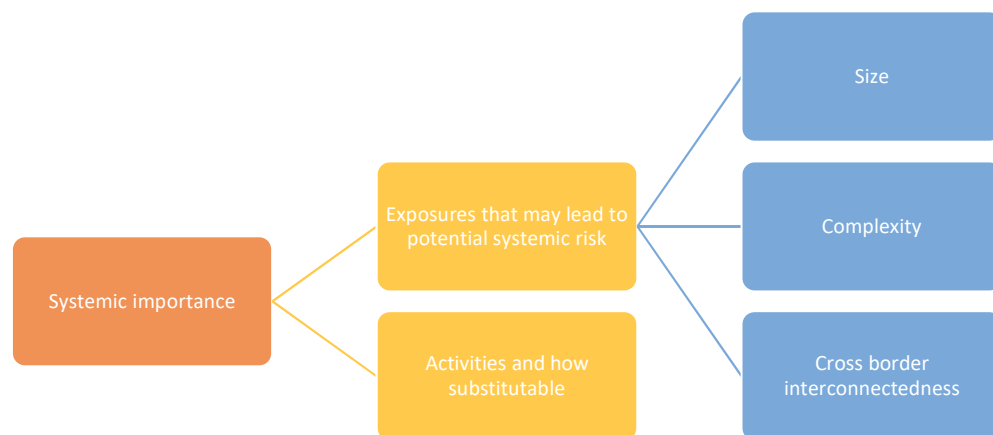 Systemic importance
Exposures that may lead to
potential systemic risk
Activities and how
substitutable
Size
Complexity
Cross border
interconnectedness